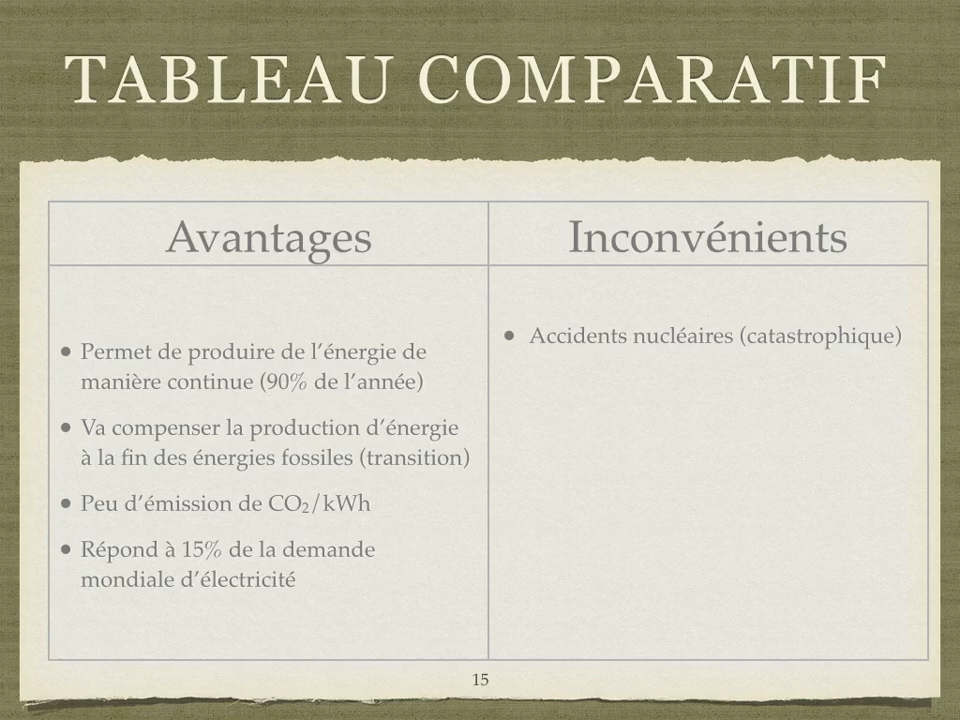 TABLEAU COMPARATIF
Avantages
• Permet de produire de l’énergie de
manière continue (90% de l’année)
• Va compenser la production d’énergie
à la fin des énergies fossiles (transition)
• Peu d’émission de CO₂/kWh
• Répond à 15% de la demande
mondiale d’électricité
Inconvénients
• Accidents nucléaires (catastrophique)
15